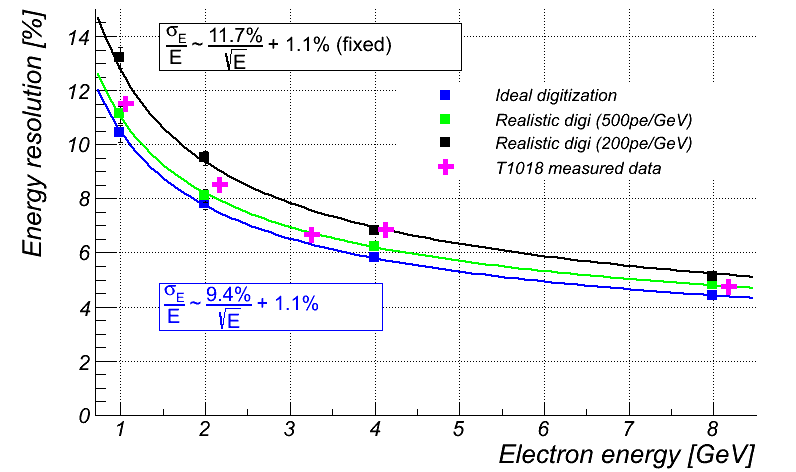 Energy resolution [%]
14
12
10
8
6
4
2
0
σE/E ~ 11.7%/√E + 1.1% (fixed)
Ideal digitization
Realistic digi (500pe/GeV)
Realistic digi (200pe/GeV)
T1018 measured data
σE/E ~ 9.4%/√E + 1.1%
1 2 3 4 5 6 7 8
Electron energy [GeV]